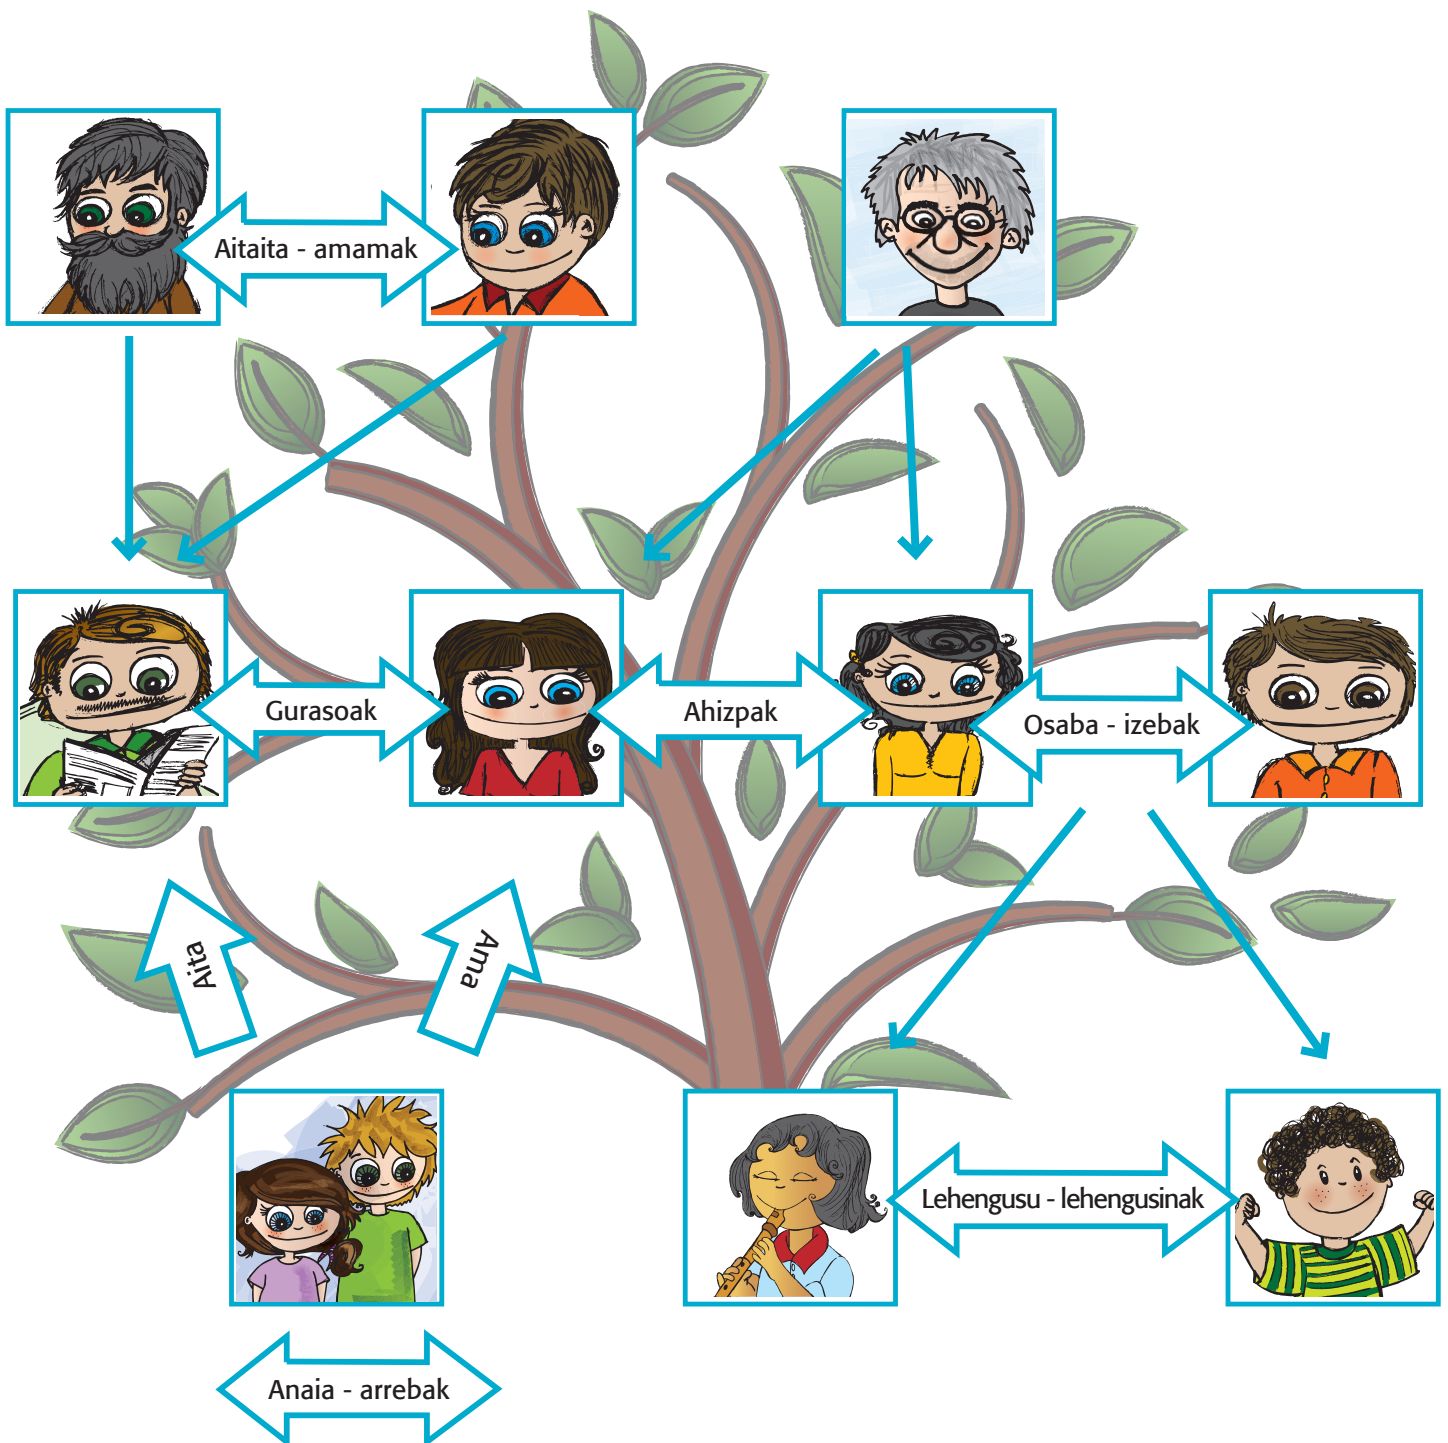 Aitaita - amamak
Gurasoak
Ahizpak
Osaba - izebak
Aita
Ama
Lehengusu - lehengusinak
Anaia - arrebak